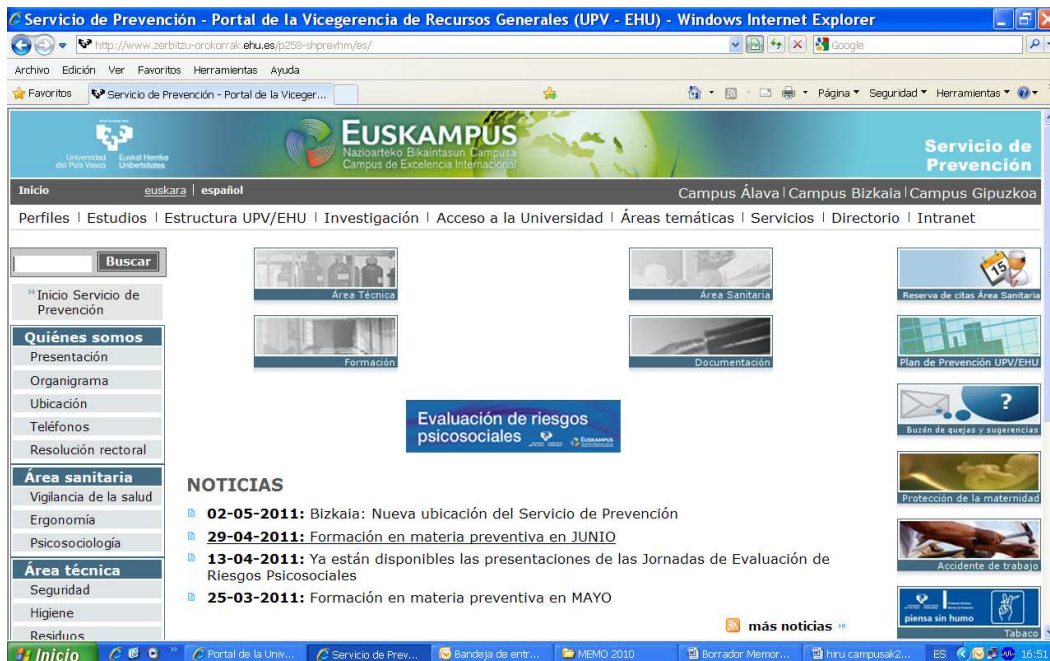 Servicio de Prevención - Portal de la Vicegerencia de Recursos Generales (UPV - EHU) - Windows Internet Explorer
http://www.zerbitzu-orokorrak.ehu.es/p258-shprevhm/es/
Google
Archivo Edición Ver Favoritos Herramientas Ayuda
Favoritos
Servicio de Prevención - Portal de la Viceger...
Página Seguridad Herramientas
Universidad del País Vasco
Euskal Herriko Unibertsitatea
EUSKAMPUS
Nazioarteko Bikaintasun Campusa
Campus de Excelencia Internacional
Servicio de
Prevención
Inicio
euskara | español
Campus Álava | Campus Bizkaia | Campus Gipuzkoa
Perfiles | Estudios | Estructura UPV/EHU | Investigación | Acceso a la Universidad | Áreas temáticas | Servicios | Directorio | Intranet
Buscar
»Inicio Servicio de
Prevención
Quiénes somos
Presentación
Organigrama
Ubicación
Teléfonos
Resolución rectoral
Área sanitaria
Vigilancia de la salud
Ergonomía
Psicosociología
Área técnica
Seguridad
Higiene
Residuos
Área Técnica
Área Sanitaria
Formación
Documentación
Evaluación de riesgos
psicosociales
EUSKAMPUS
NOTICIAS
02-05-2011: Bizkaia: Nueva ubicación del Servicio de Prevención
29-04-2011: Formación en materia preventiva en JUNIO
13-04-2011: Ya están disponibles las presentaciones de las Jornadas de Evaluación de
Riesgos Psicosociales
25-03-2011: Formación en materia preventiva en MAYO
más noticias »
15
Reserva de citas Área Sanitaria
Plan de Prevención UPV/EHU
?
Buzón de quejas y sugerencias
Protección de la maternidad
Accidente de trabajo
piensa sin humo
Tabaco
Inicio
Portal de la Univ...
Servicio de Prev...
Bandeja de entr...
MEMO 2010
Borrador Memor...
hiru campusak2...
ES
16:51